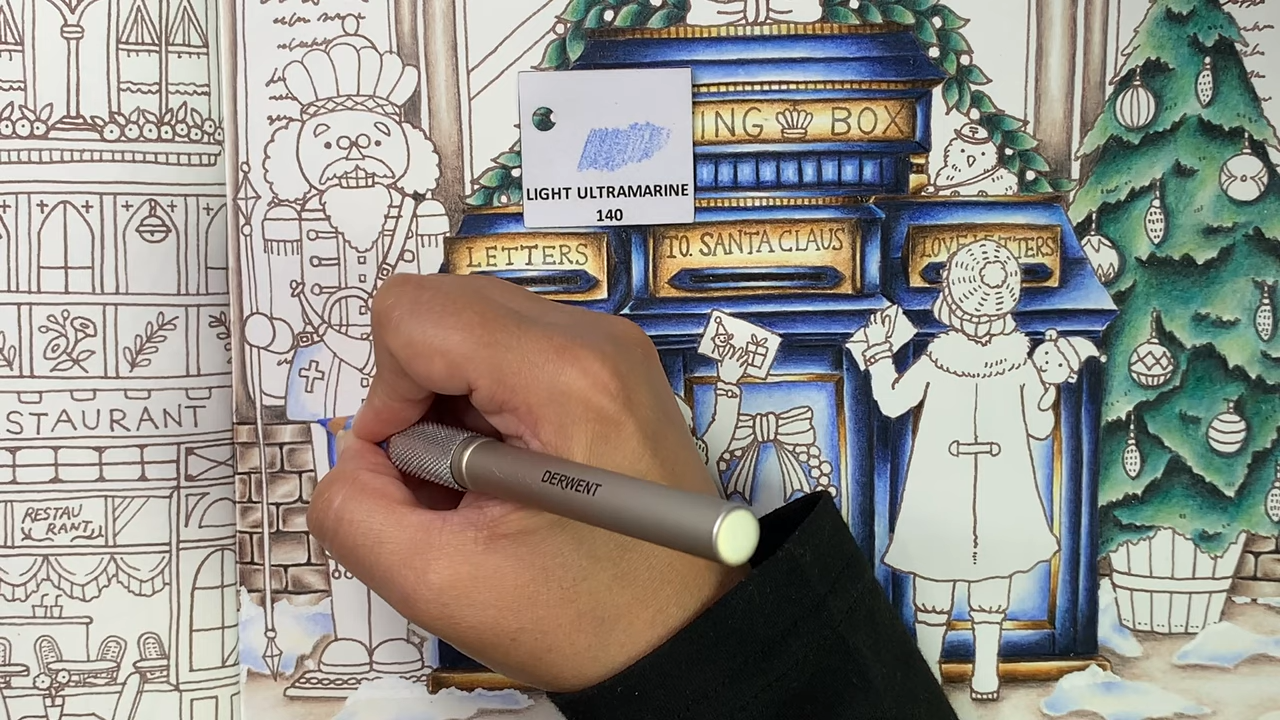 ING BOX
LIGHT ULTRAMARINE
140
LETTERS
TO. SANTA CLAUS
LOVE LETTERS
STAURANT
RESTAU
RANT
DERWENT